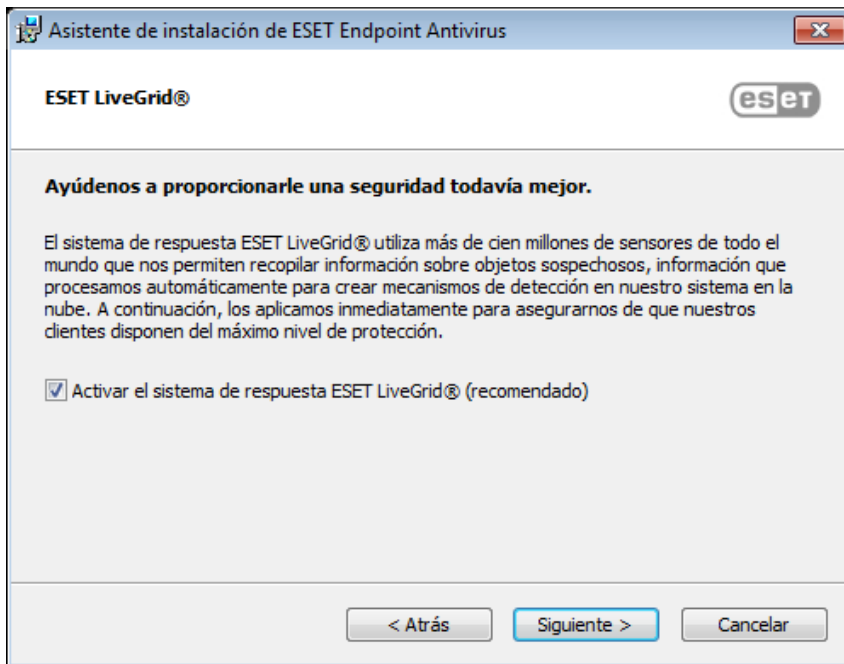 Asistente de instalación de ESET Endpoint Antivirus
ESET LiveGrid®
eseT
Ayúdenos a proporcionarle una seguridad todavía mejor.
El sistema de respuesta ESET LiveGrid® utiliza más de cien millones de sensores de todo el
mundo que nos permiten recopilar información sobre objetos sospechosos, información que
procesamos automáticamente para crear mecanismos de detección en nuestro sistema en la
nube. A continuación, los aplicamos inmediatamente para asegurarnos de que nuestros
clientes disponen del máximo nivel de protección.
Activar el sistema de respuesta ESET LiveGrid® (recomendado)
< Atrás
Siguiente >
Cancelar